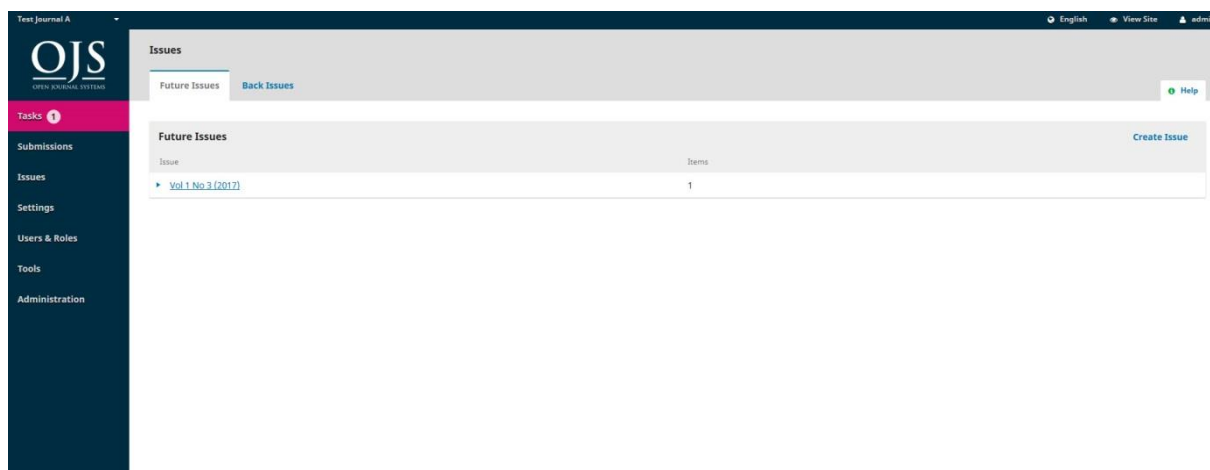 Test Journal A
English
View Site
admi
OJS
OPEN JOURNAL SYSTEMS
Tasks 1
Submissions
Issues
Settings
Users & Roles
Tools
Administration
Issues
Future Issues Back Issues
Help
Future Issues Create Issue
Issue Items
Vol 1 No 3 (2017) 1